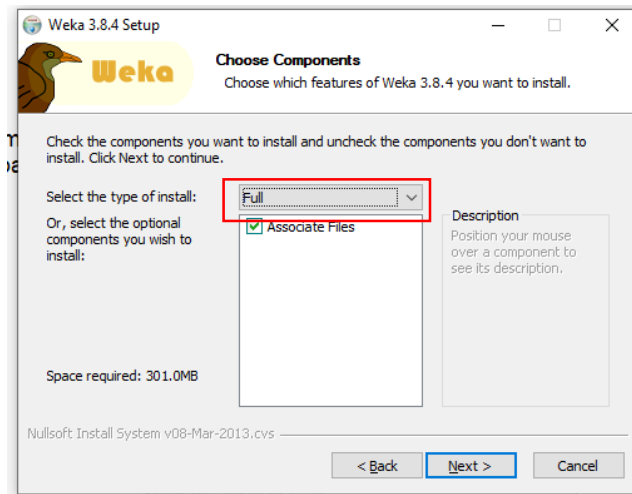 Weka 3.8.4 Setup
Weka
Choose Components
Choose which features of Weka 3.8.4 you want to install.
Check the components you want to install and uncheck the components you don't want to
install. Click Next to continue.
Select the type of install:
Full
Or, select the optional
components you wish to
install:
Associate Files
Description
Position your mouse
over a component to
see its description.
Space required: 301.0MB
Nullsoft Install System v08-Mar-2013.cvs
< Back
Next >
Cancel